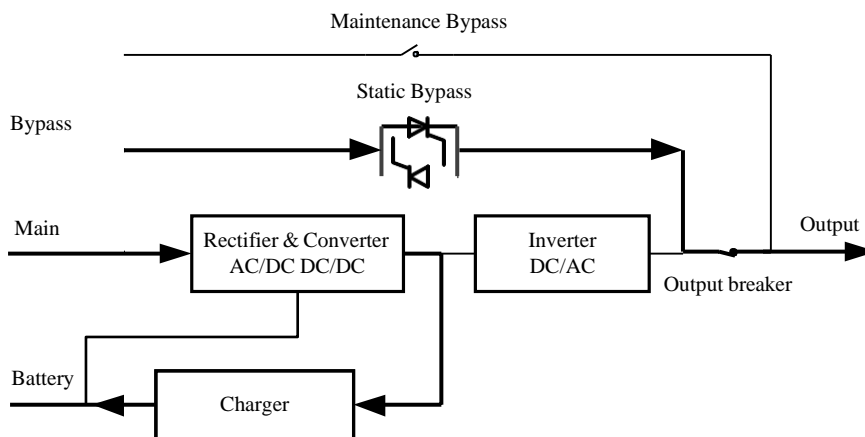 Maintenance Bypass
Static Bypass
Bypass
Main
Rectifier & Converter
AC/DC DC/DC
Inverter
DC/AC
Output
Output breaker
Battery
Charger